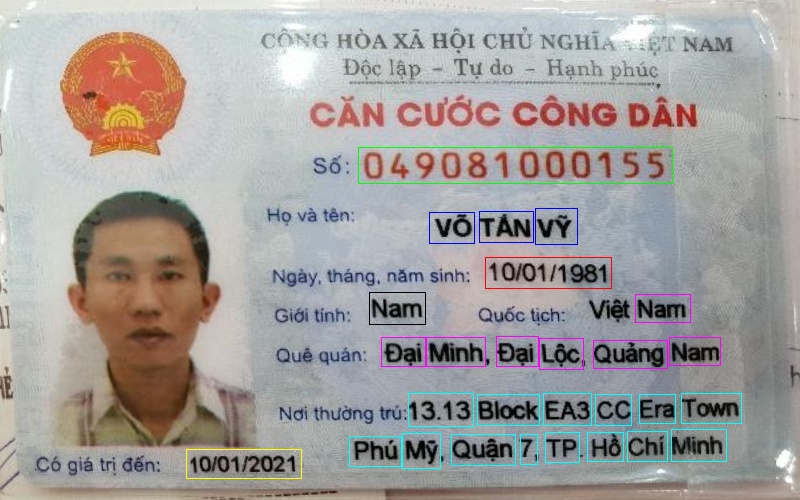 CỘNG HÒA XÃ HỘI CHỦ NGHĨA VIỆT NAM
Độc lập - Tự do - Hạnh phúc
CĂN CƯỚC CÔNG DÂN
Số: 049081000155
Họ và tên: VÕ TẤN VỸ
Ngày, tháng, năm sinh: 10/01/1981
Giới tính: Nam Quốc tịch: Việt Nam
Quê quán: Đại Minh, Đại Lộc, Quảng Nam
Nơi thường trú: 13.13 Block EA3 CC Era Town
Phú Mỹ, Quận 7, TP. Hồ Chí Minh
Có giá trị đến: 10/01/2021